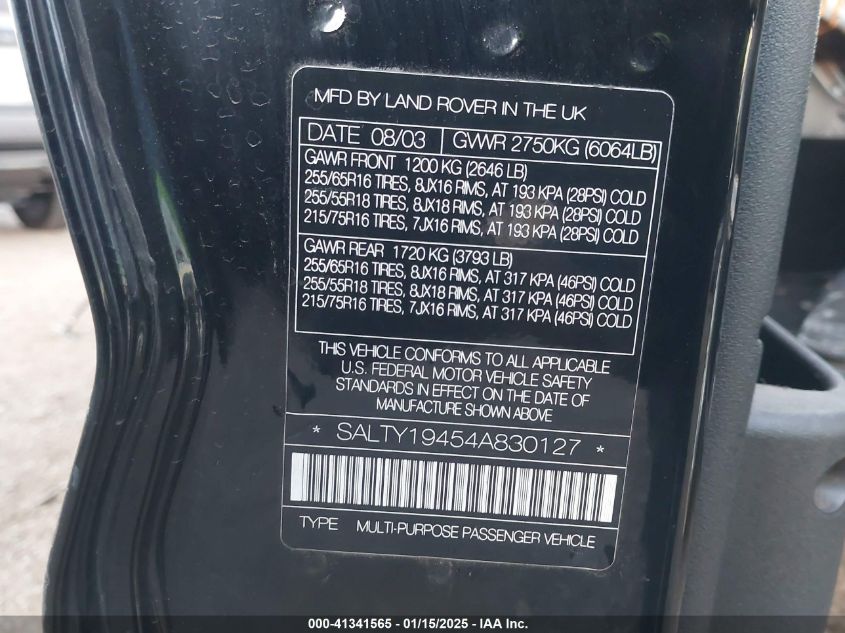 MFD BY LAND ROVER IN THE UK
DATE 08/03 GVWR 2750KG (6064LB)
GAWR FRONT 1200 KG (2646 LB)
255/65R16 TIRES, 8JX16 RIMS, AT 193 KPA (28PSI) COLD
255/55R18 TIRES, 8JX18 RIMS, AT 193 KPA (28PSI) COLD
215/75R16 TIRES, 7JX16 RIMS, AT 193 KPA (28PSI) COLD
GAWR REAR 1720 KG (3793 LB)
255/65R16 TIRES, 8JX16 RIMS, AT 317 KPA (46PSI) COLD
255/55R18 TIRES, 8JX18 RIMS, AT 317 KPA (46PSI) COLD
215/75R16 TIRES, 7JX16 RIMS, AT 317 KPA (46PSI) COLD
THIS VEHICLE CONFORMS TO ALL APPLICABLE
U.S. FEDERAL MOTOR VEHICLE SAFETY
STANDARDS IN EFFECT ON THE DATE OF
MANUFACTURE SHOWN ABOVE
* SALTY19454A830127 *
TYPE MULTI-PURPOSE PASSENGER VEHICLE
000-41341565 - 01/15/2025 - IAA Inc.